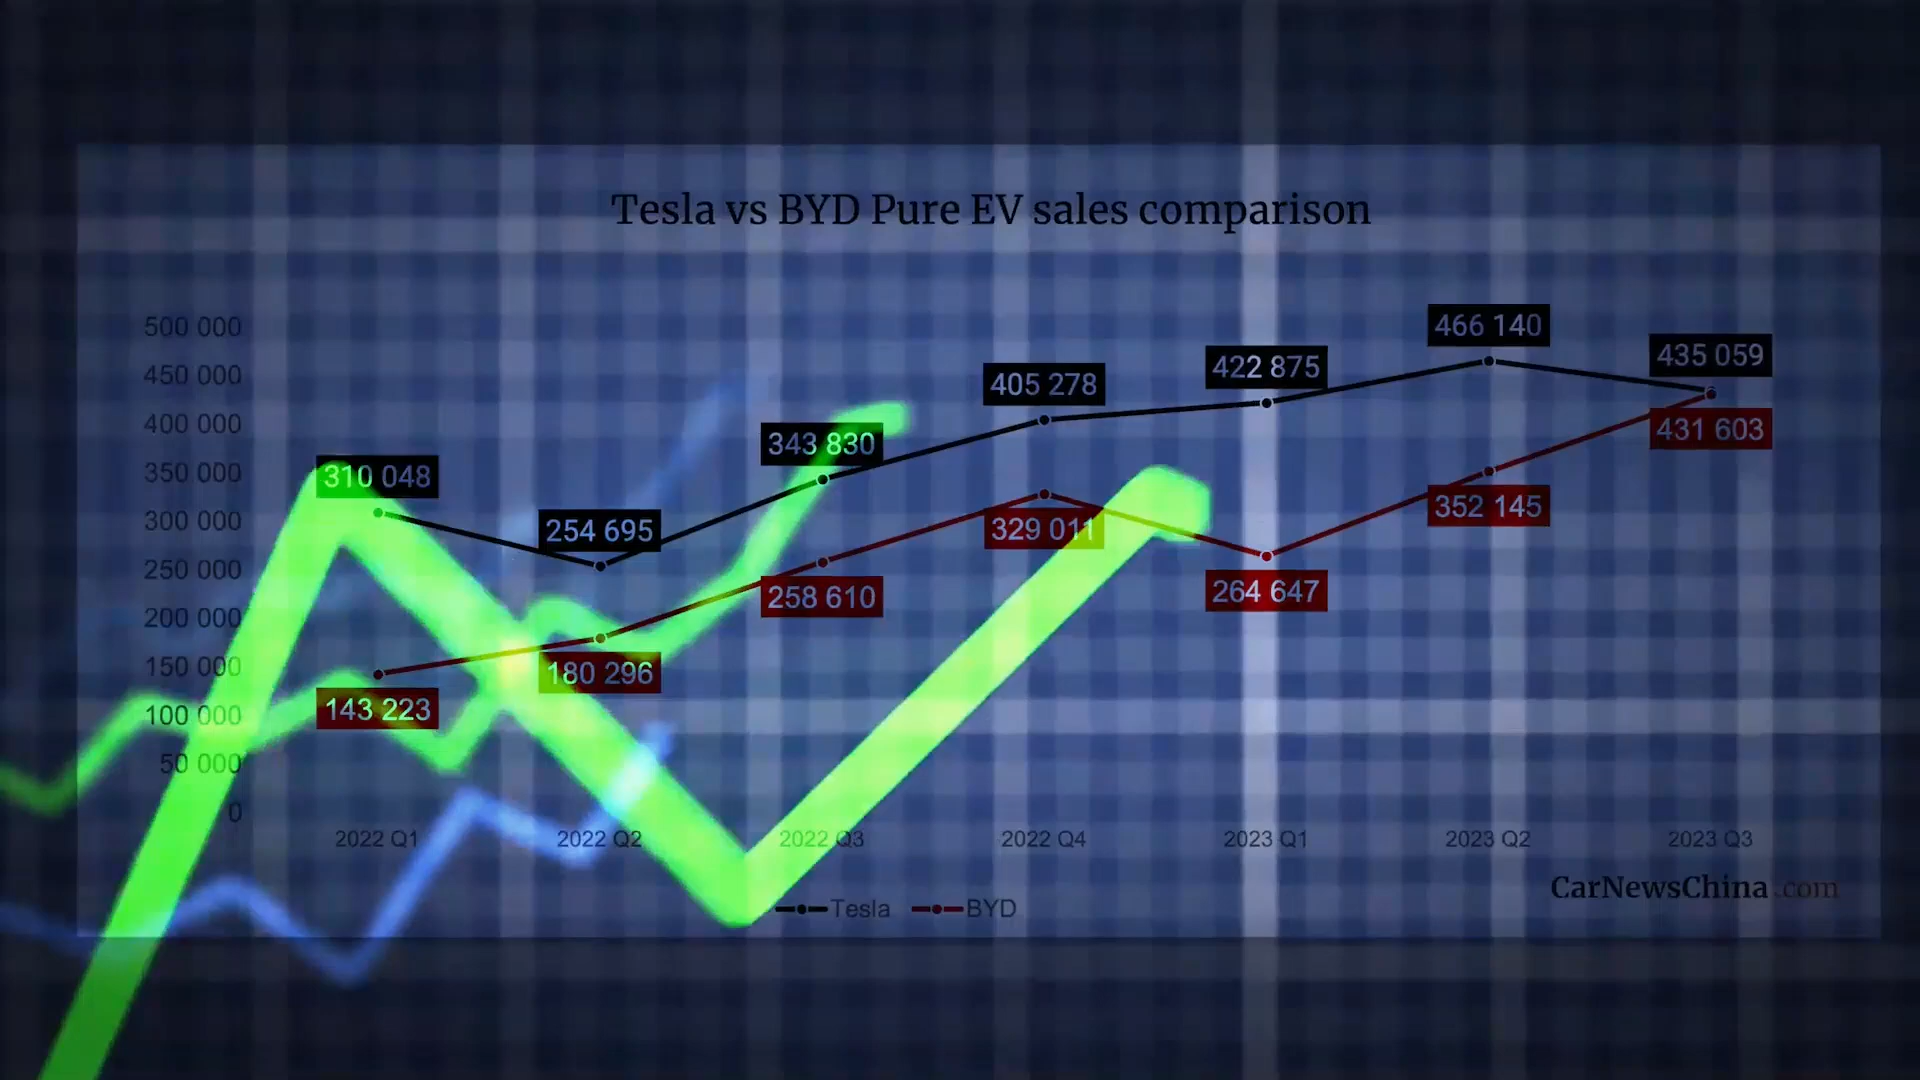 Tesla vs BYD Pure EV sales comparison
500 000
450 000
400 000
350 000
300 000
250 000
200 000
150 000
100 000
50 000
0
310 048
254 695
343 830
405 278
422 875
466 140
435 059
143 223
180 296
258 610
329 011
264 647
352 145
431 603
2022 Q1
2022 Q2
2022 Q3
2022 Q4
2023 Q1
2023 Q2
2023 Q3
CarNewsChina.com
Tesla
BYD